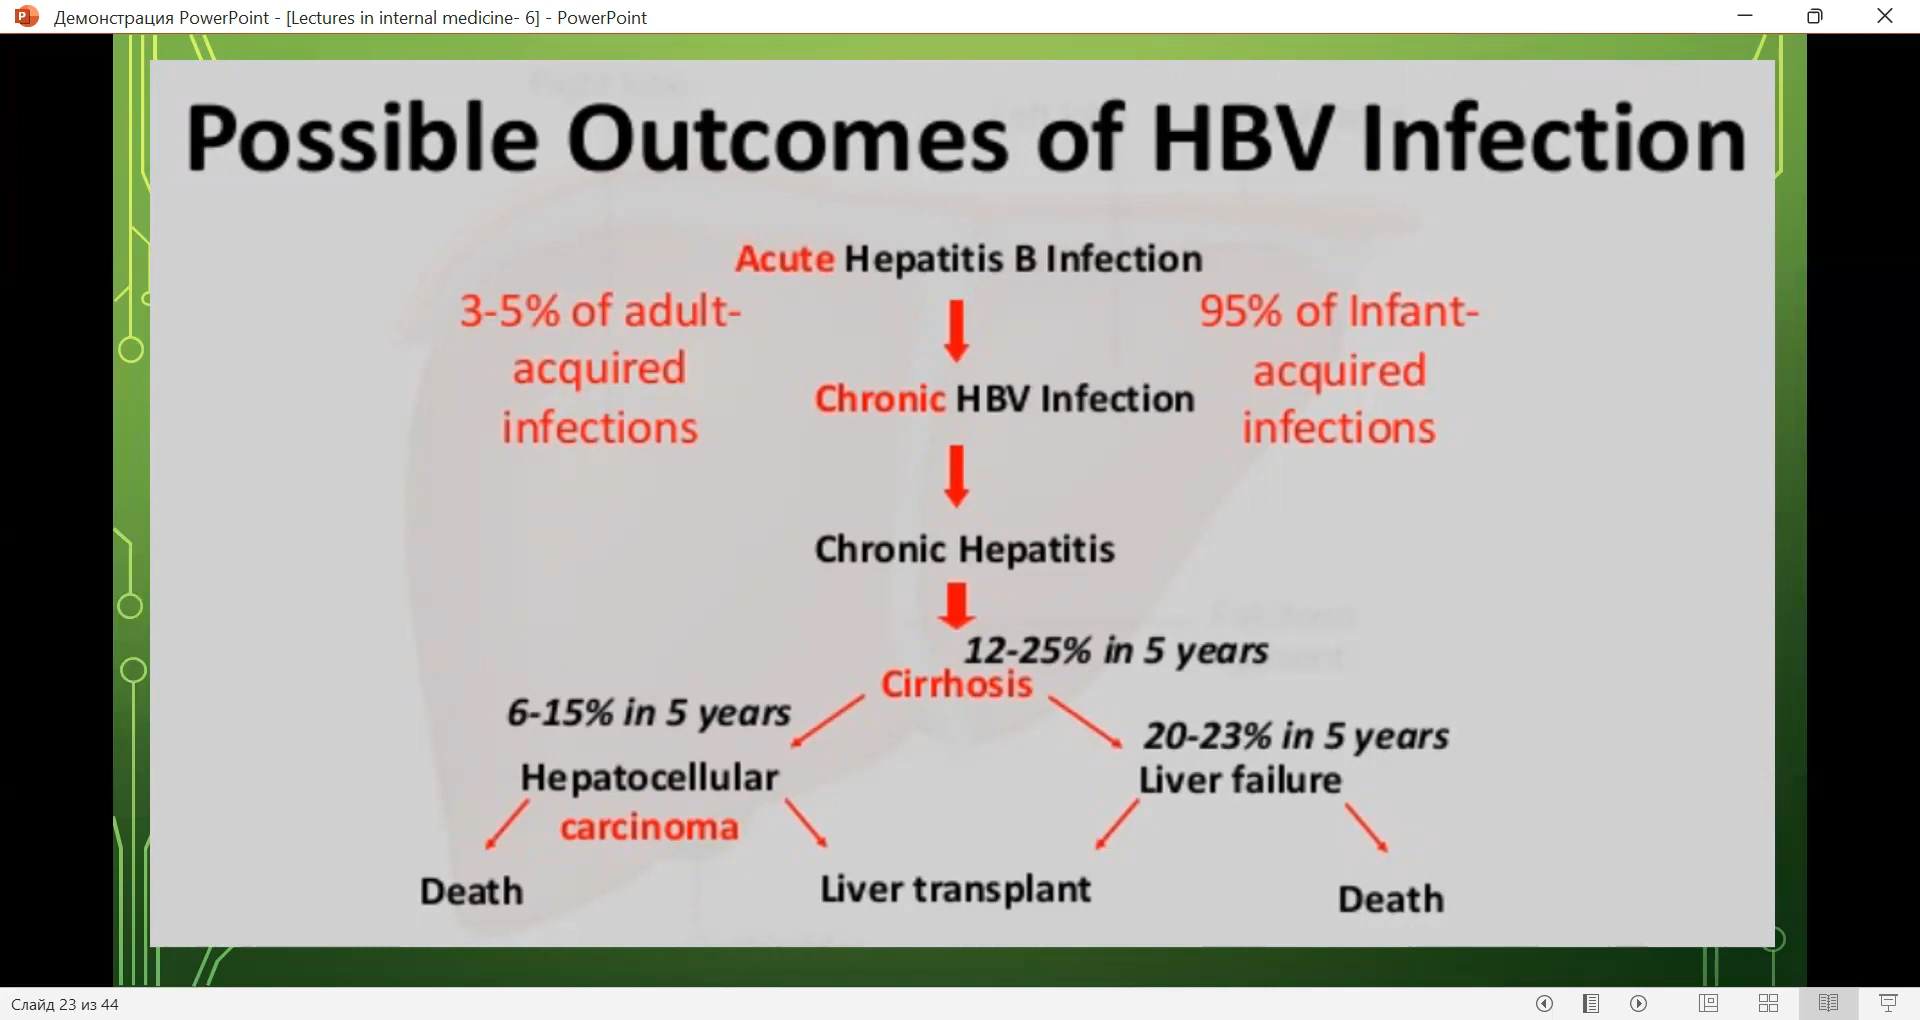 Демонстрация PowerPoint - [Lectures in internal medicine- 6] - PowerPoint
Possible Outcomes of HBV Infection
Acute Hepatitis B Infection
3-5% of adult-
acquired
infections
95% of Infant-
acquired
infections
Chronic HBV Infection
Chronic Hepatitis
12-25% in 5 years
Cirrhosis
6-15% in 5 years
20-23% in 5 years
Hepatocellular
carcinoma
Liver failure
Death
Liver transplant
Death
Слайд 23 из 44